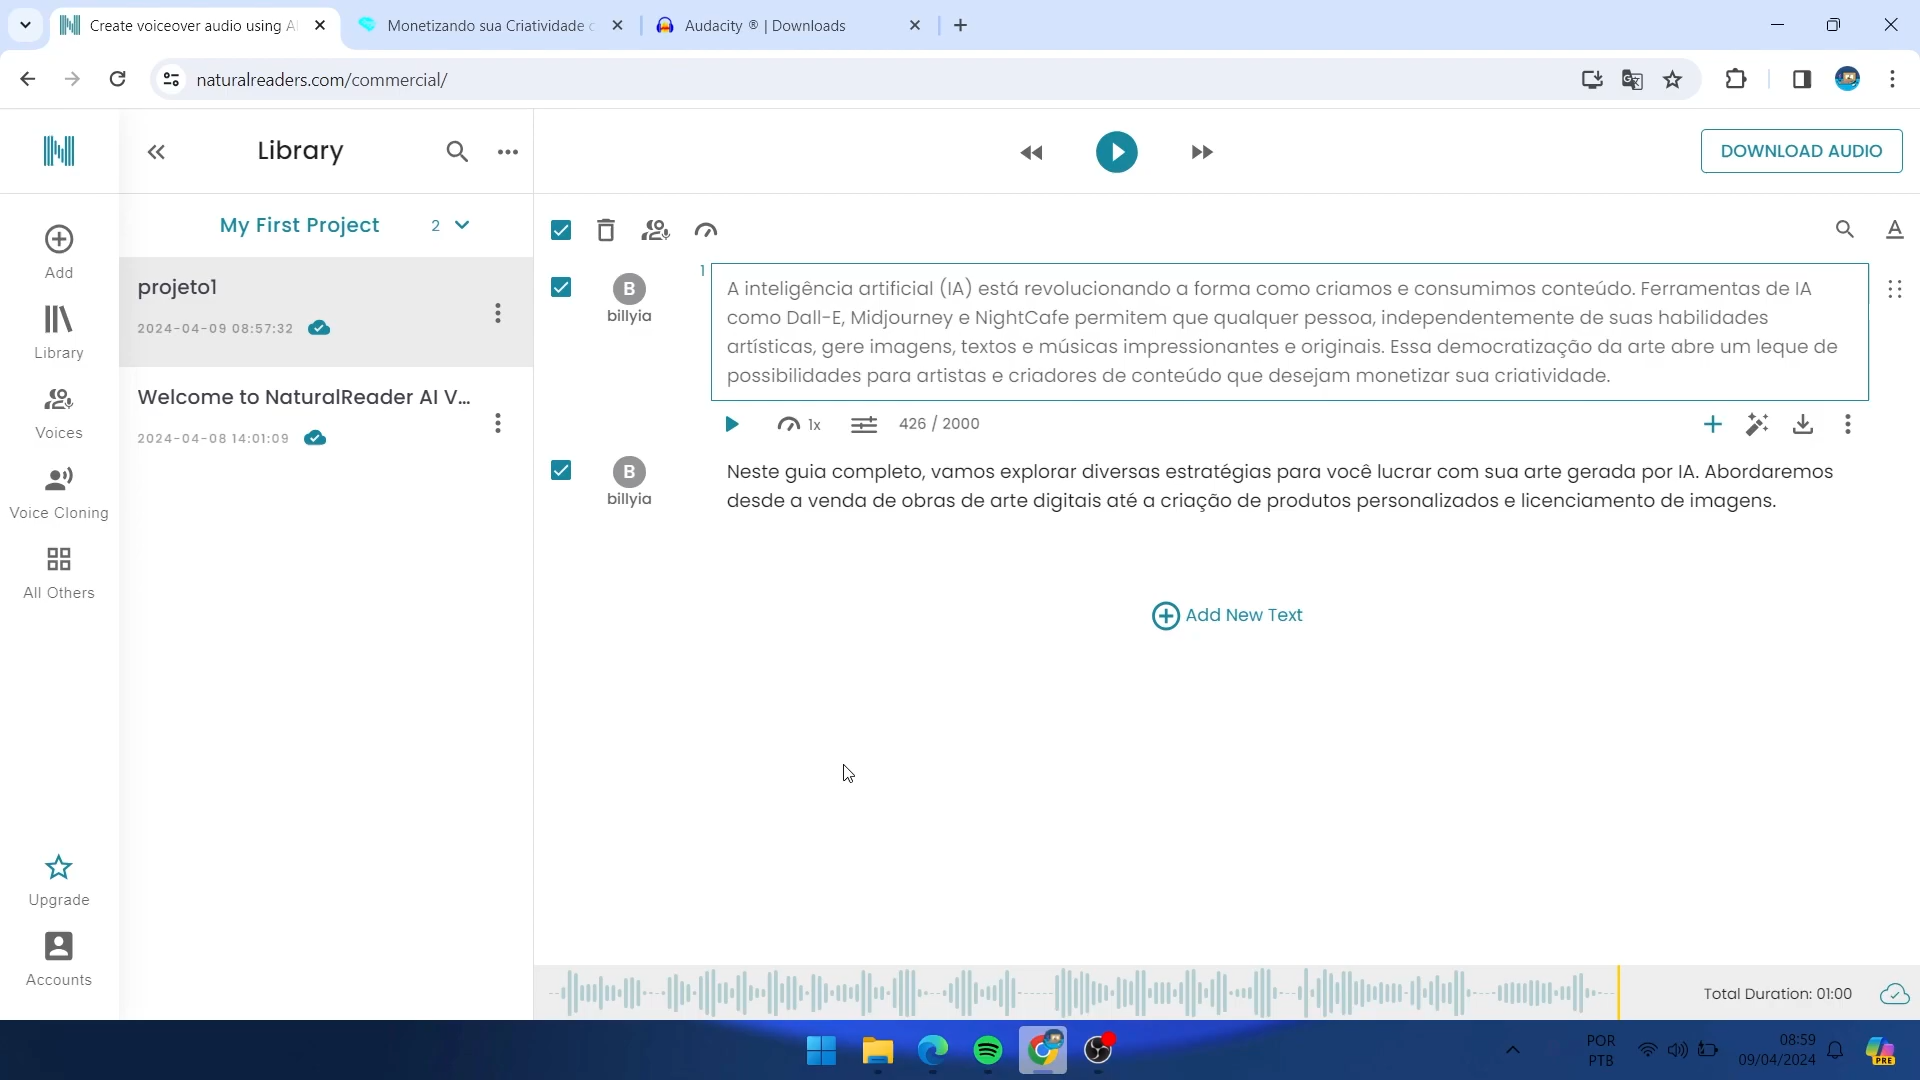 Create voiceover audio using AI
Monetizando sua Criatividade c
Audacity ® | Downloads
naturalreaders.com/commercial/
Library
DOWNLOAD AUDIO
My First Project 2
Add
Library
Voices
Voice Cloning
All Others
Upgrade
Accounts
projeto1
2024-04-09 08:57:32
Welcome to NaturalReader AI V...
2024-04-08 14:01:09
B
billyia
1
A inteligência artificial (IA) está revolucionando a forma como criamos e consumimos conteúdo. Ferramentas de IA
como Dall-E, Midjourney e NightCafe permitem que qualquer pessoa, independentemente de suas habilidades
artísticas, gere imagens, textos e músicas impressionantes e originais. Essa democratização da arte abre um leque de
possibilidades para artistas e criadores de conteúdo que desejam monetizar sua criatividade.
1x
426 / 2000
B
billyia
Neste guia completo, vamos explorar diversas estratégias para você lucrar com sua arte gerada por IA. Abordaremos
desde a venda de obras de arte digitais até a criação de produtos personalizados e licenciamento de imagens.
Add New Text
Total Duration: 01:00
POR
PTB
08:59
09/04/2024
PRE